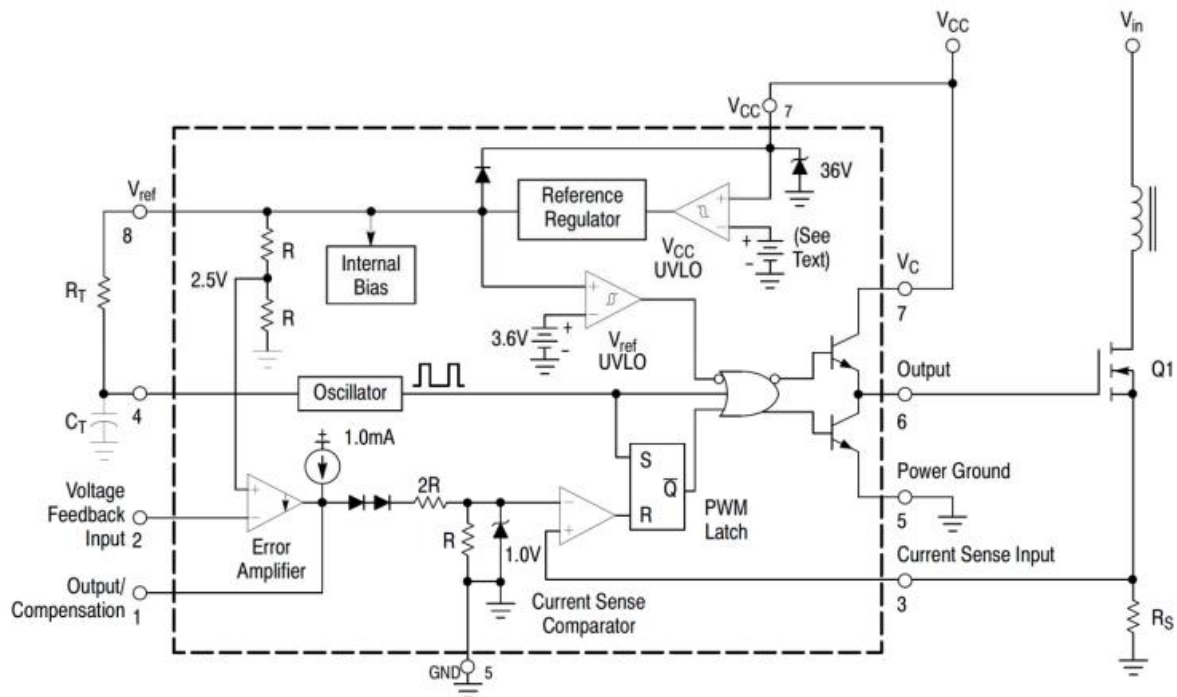 VCC
Vin
VCC
7
36V
Vref
8
Reference
Regulator
R
Internal
Bias
VCC
UVLO
+
−
+
−
(See
Text)
VC
7
2.5V
RT
R
+
−
3.6V
+
−
Vref
UVLO
Output
6
Q1
Oscillator
4
CT
1.0mA
S
Q
R
PWM
Latch
Power Ground
5
Voltage
Feedback
Input
2
+
−
Error
Amplifier
2R
R
1.0V
−
+
Current Sense
Comparator
Current Sense Input
3
Output/
Compensation
1
RS
GND
5